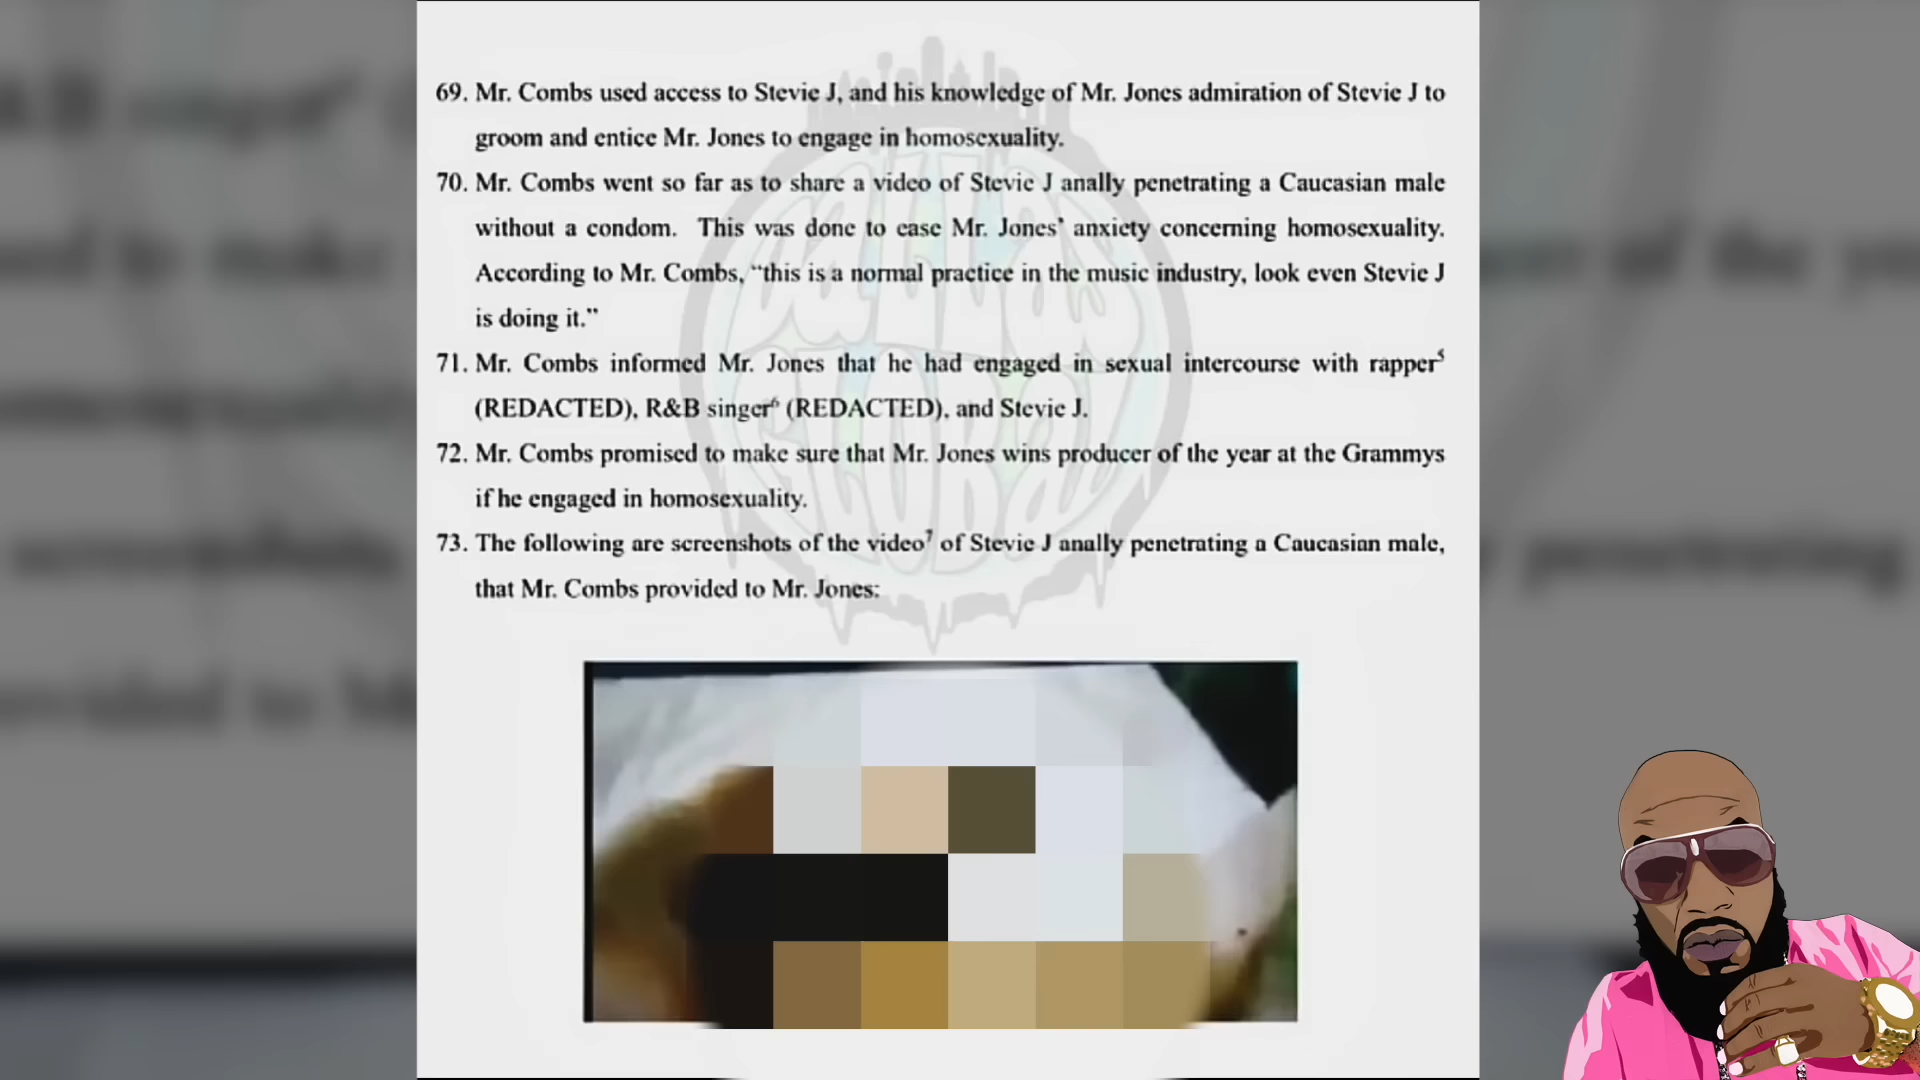 69. Mr. Combs used access to Stevie J, and his knowledge of Mr. Jones admiration of Stevie J to
groom and entice Mr. Jones to engage in homosexuality.
70. Mr. Combs went so far as to share a video of Stevie J anally penetrating a Caucasian male
without a condom. This was done to ease Mr. Jones’ anxiety concerning homosexuality.
According to Mr. Combs, “this is a normal practice in the music industry, look even Stevie J
is doing it.”
71. Mr. Combs informed Mr. Jones that he had engaged in sexual intercourse with rapper⁵
(REDACTED), R&B singer⁶ (REDACTED), and Stevie J.
72. Mr. Combs promised to make sure that Mr. Jones wins producer of the year at the Grammys
if he engaged in homosexuality.
73. The following are screenshots of the video⁷ of Stevie J anally penetrating a Caucasian male,
that Mr. Combs provided to Mr. Jones: